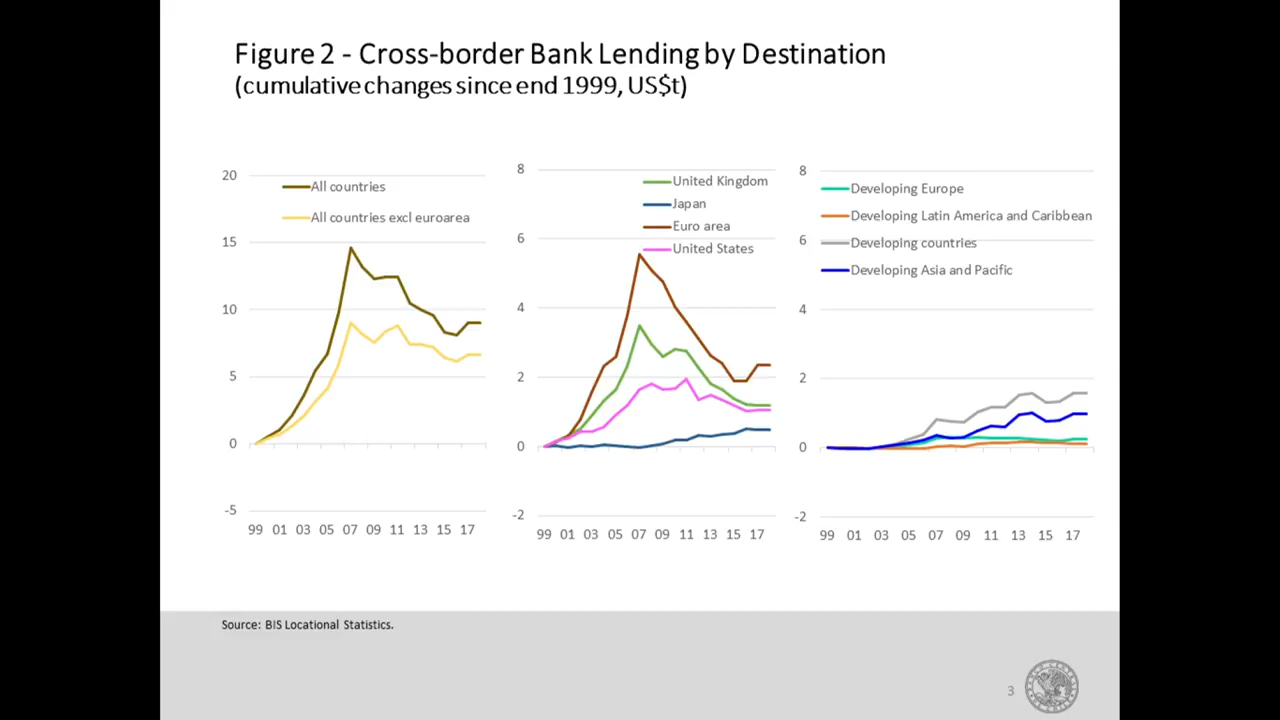 Figure 2 - Cross-border Bank Lending by Destination
(cumulative changes since end 1999, US$t)
20
15
10
5
0
-5
All countries
All countries excl euroarea
99 01 03 05 07 09 11 13 15 17
8
6
4
2
0
-2
United Kingdom
Japan
Euro area
United States
99 01 03 05 07 09 11 13 15 17
8
6
4
2
0
-2
Developing Europe
Developing Latin America and Caribbean
Developing countries
Developing Asia and Pacific
99 01 03 05 07 09 11 13 15 17
Source: BIS Locational Statistics.
3